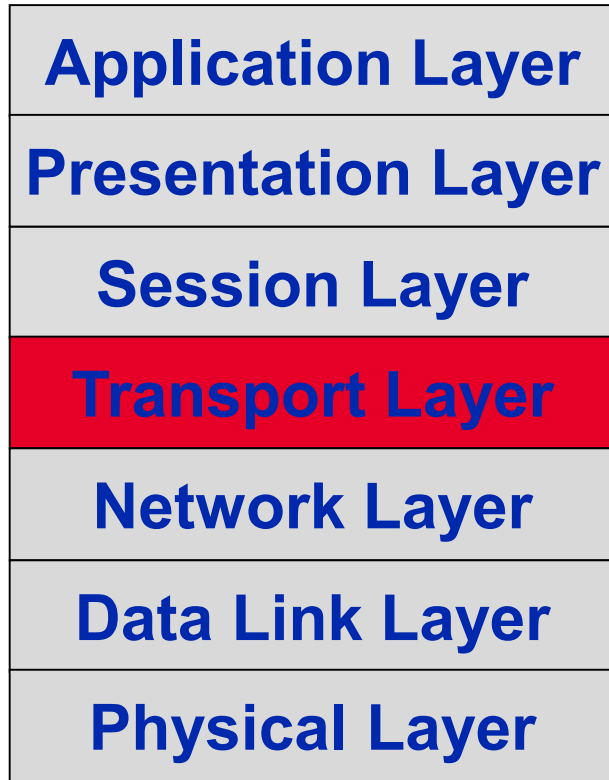 Application Layer
Presentation Layer
Session Layer
Transport Layer
Network Layer
Data Link Layer
Physical Layer